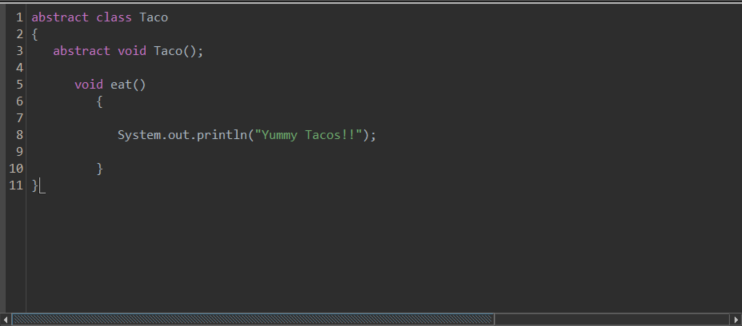 1 abstract class Taco
2 {
3 abstract void Taco();
4
5 void eat()
6 {
7
8 System.out.println("Yummy Tacos!!");
9
10 }
11 }